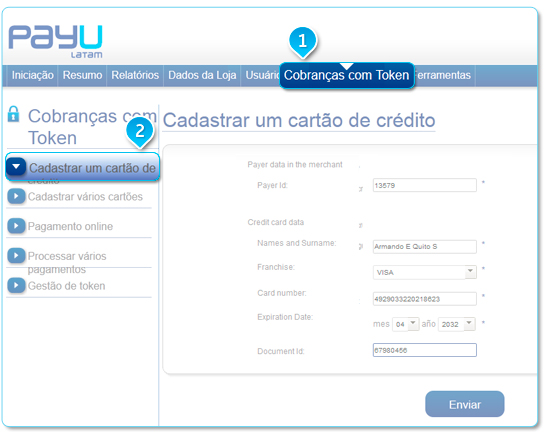 PayU
LATAM
1
Iniciação Resumo Relatórios Dados da Loja Usuári Cobranças com Token erramentas
Cobranças com
Token
2
Cadastrar um cartão de
crédito
Cadastrar vários cartões
Pagamento online
Processar vários
pagamentos
Gestão de token
Cadastrar um cartão de crédito
Payer data in the merchant
Payer Id: 13579 *
Credit card data
Names and Surname: Armando E Quito S *
Franchise: VISA *
Card number: 4929033220218623 *
Expiration Date: mes 04 año 2032 *
Document Id: 67980456
Enviar